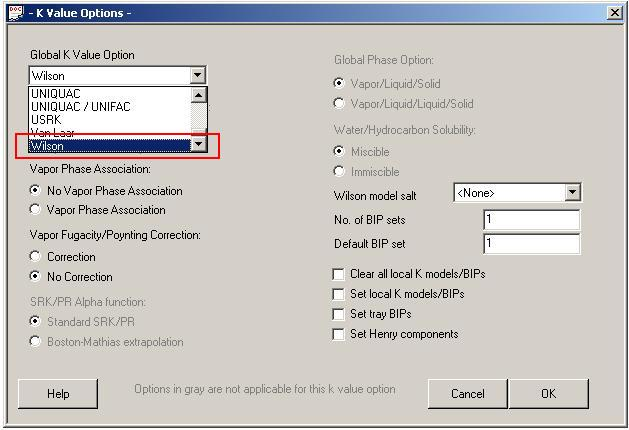 - K Value Options -
Global K Value Option
Wilson
UNIQUAC
UNIQUAC / UNIFAC
USRK
Van Laar
Wilson
Vapor Phase Association:
No Vapor Phase Association
Vapor Phase Association
Vapor Fugacity/Poynting Correction:
Correction
No Correction
SRK/PR Alpha function:
Standard SRK/PR
Boston-Mathias extrapolation
Global Phase Option:
Vapor/Liquid/Solid
Vapor/Liquid/Liquid/Solid
Water/Hydrocarbon Solubility:
Miscible
Immiscible
Wilson model salt <None>
No. of BIP sets 1
Default BIP set 1
Clear all local K models/BIPs
Set local K models/BIPs
Set tray BIPs
Set Henry components
Help
Options in gray are not applicable for this k value option
Cancel
OK